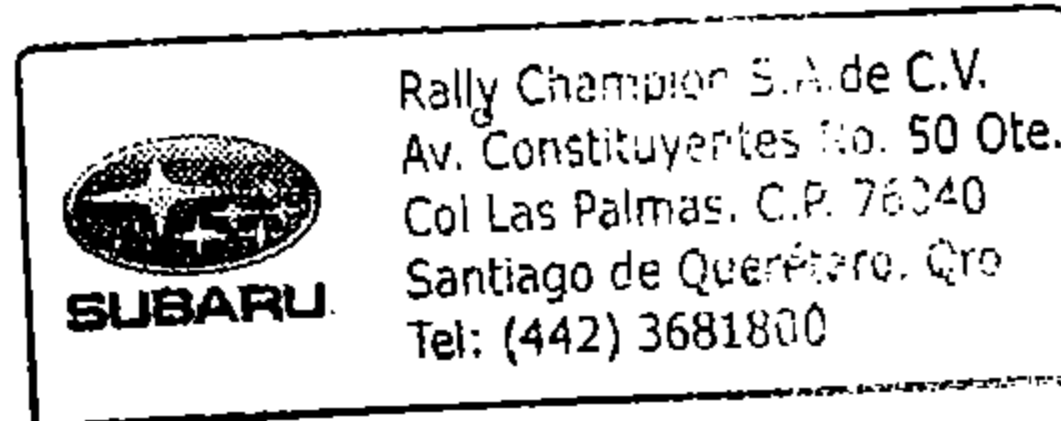 SUBARU
Rally Champion S.A.de C.V.
Av. Constituyentes No. 50 Ote.
Col Las Palmas. C.P. 76040
Santiago de Querétaro, Qro
Tel: (442) 3681800